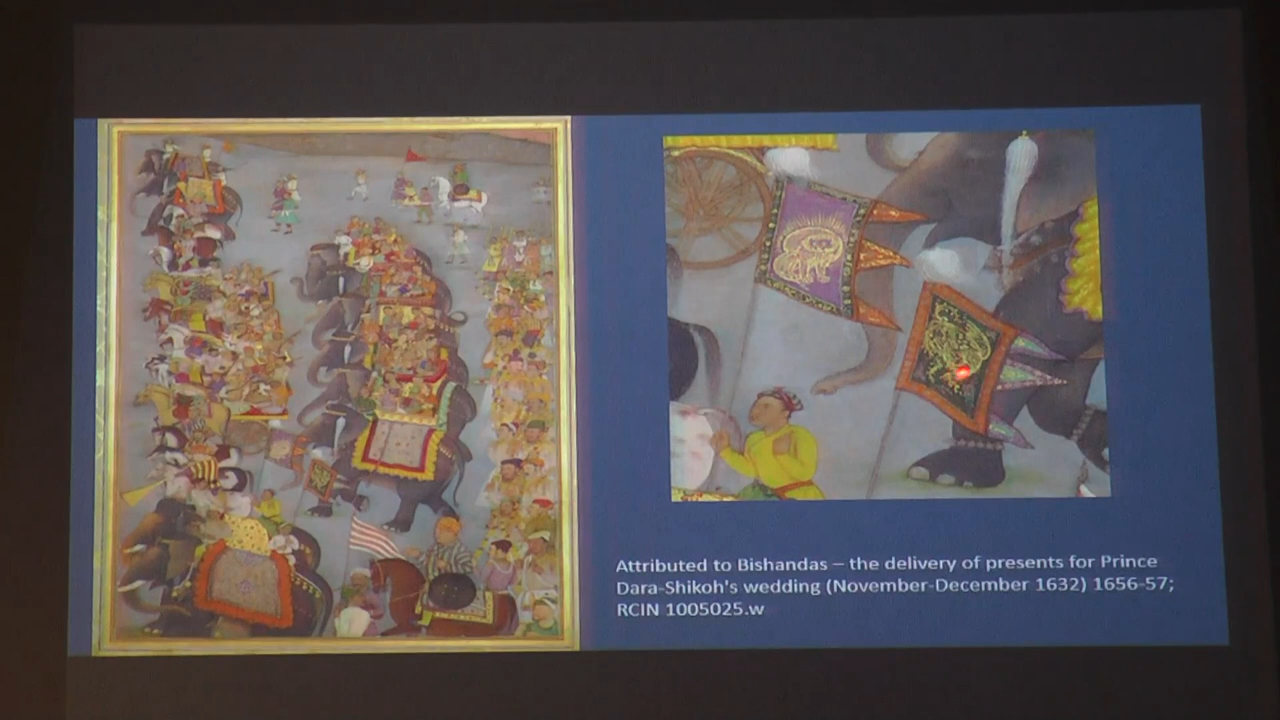 Attributed to Bishandas – the delivery of presents for Prince
Dara-Shikoh's wedding (November-December 1632) 1656-57;
RCIN 1005025.w